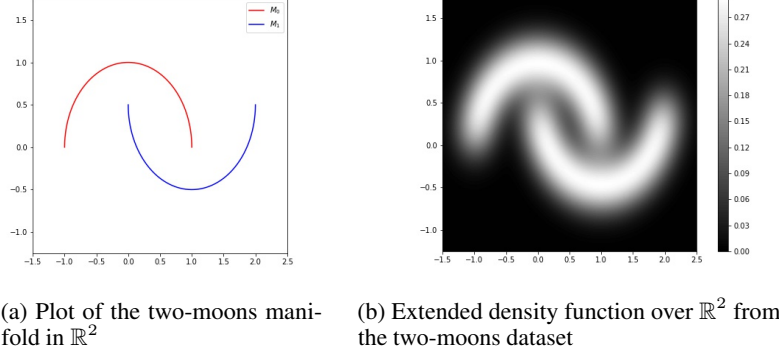 M₀
M₁
1.5
1.0
0.5
0.0
−0.5
−1.0
−1.5 −1.0 −0.5 0.0 0.5 1.0 1.5 2.0 2.5
1.5
1.0
0.5
0.0
−0.5
−1.0
−1.5 −1.0 −0.5 0.0 0.5 1.0 1.5 2.0 2.5
0.27
0.24
0.21
0.18
0.15
0.12
0.09
0.06
0.03
0.00
(a) Plot of the two-moons mani-
fold in ℝ²
(b) Extended density function over ℝ² from
the two-moons dataset